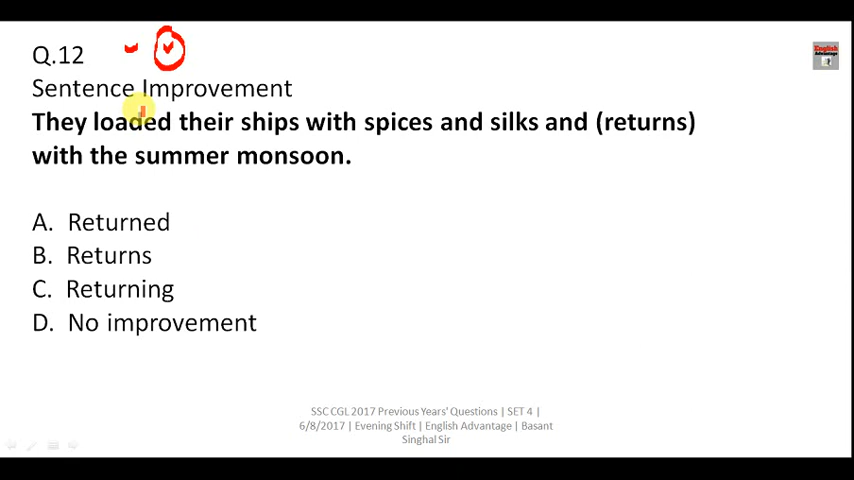 Q.12
English
Advantage
Sentence Improvement
They loaded their ships with spices and silks and (returns)
with the summer monsoon.
A. Returned
B. Returns
C. Returning
D. No improvement
SSC CGL 2017 Previous Years' Questions | SET 4 |
6/8/2017 | Evening Shift | English Advantage | Basant
Singhal Sir